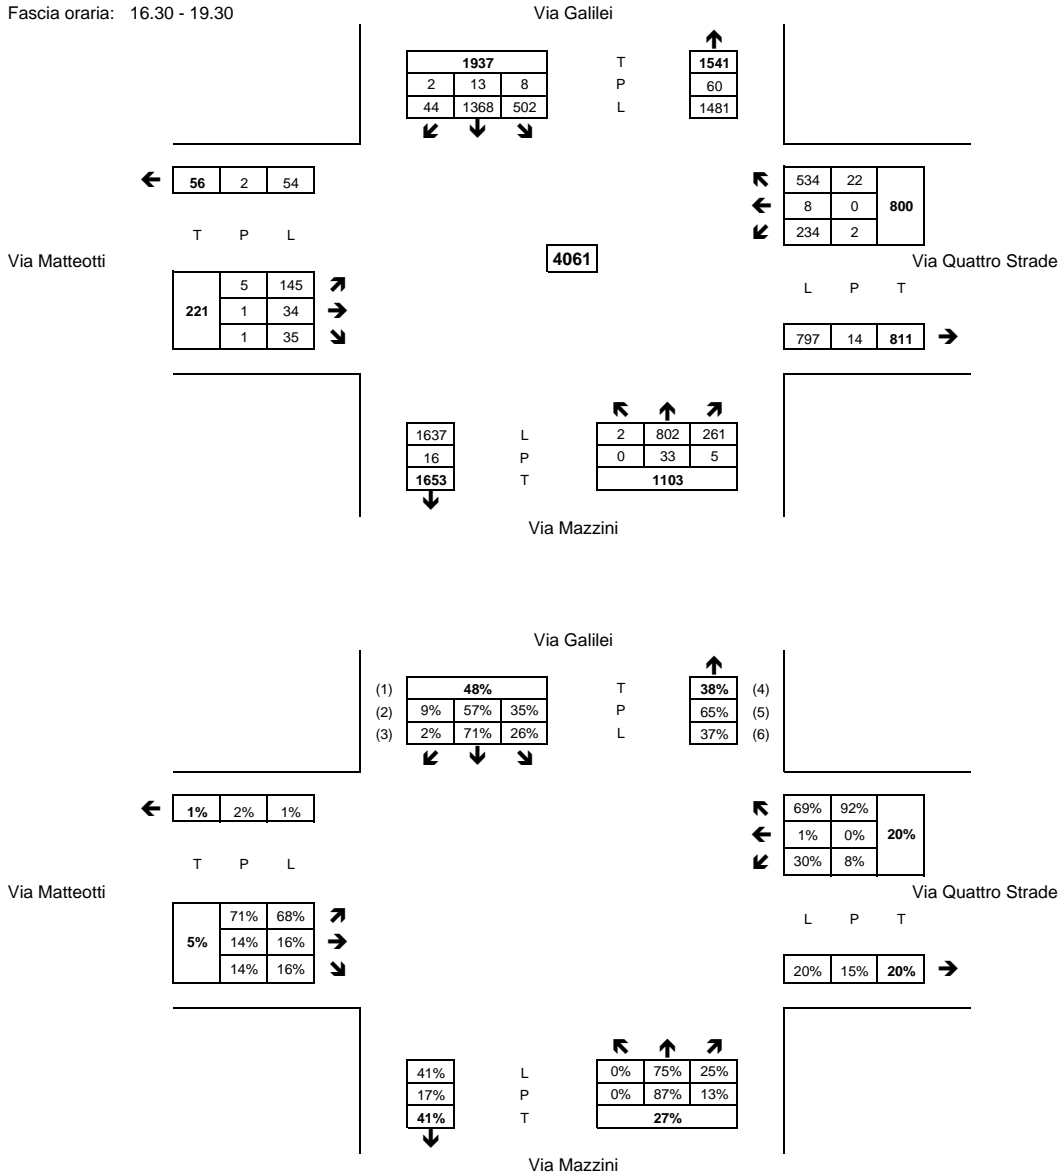 Fascia oraria: 16.30 - 19.30
Via Galilei
1937 T 1541
2 13 8 P 60
44 1368 502 L 1481
56 2 54
534 22
8 0 800
234 2
T P L
Via Matteotti
4061
Via Quattro Strade
5 145
221 1 34
1 35
L P T
797 14 811
1637 L 2 802 261
16 P 0 33 5
1653 T 1103
Via Mazzini
Via Galilei
(1) 48% T 38% (4)
(2) 9% 57% 35% P 65% (5)
(3) 2% 71% 26% L 37% (6)
1% 2% 1%
69% 92%
1% 0% 20%
30% 8%
T P L
Via Matteotti
Via Quattro Strade
71% 68%
5% 14% 16%
14% 16%
L P T
20% 15% 20%
41% L 0% 75% 25%
17% P 0% 87% 13%
41% T 27%
Via Mazzini